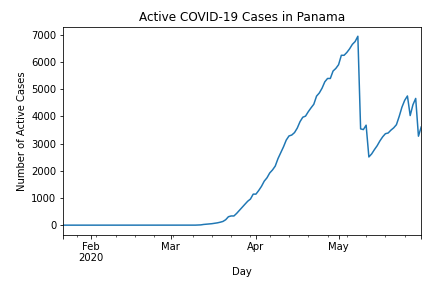 Active COVID-19 Cases in Panama
Number of Active Cases
7000
6000
5000
4000
3000
2000
1000
0
Feb
2020
Mar
Apr
May
Day